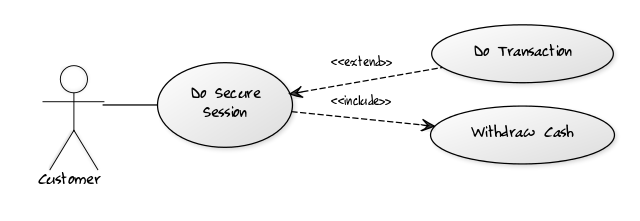 Do Transaction
<<extend>>
Do Secure
Session
<<include>>
Withdraw Cash
Customer